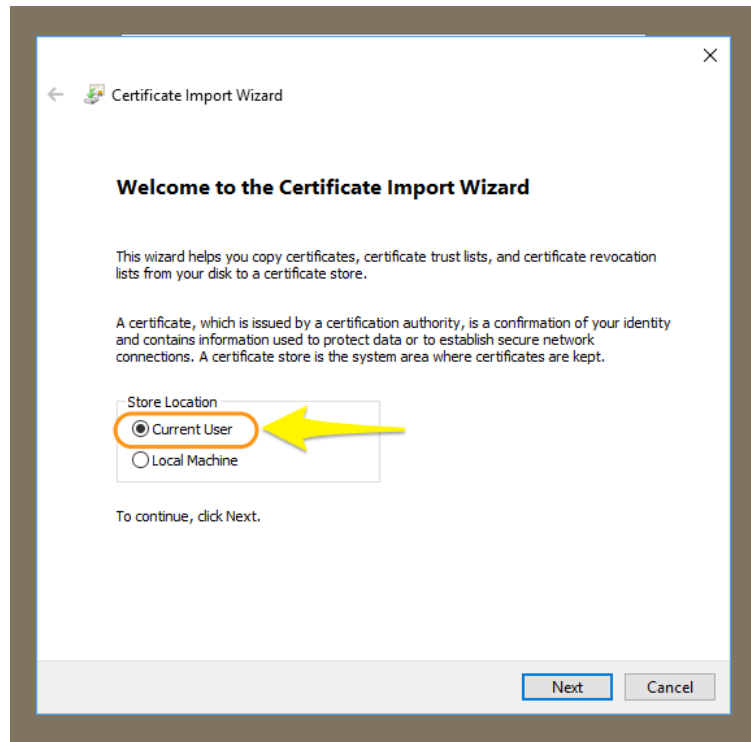 Certificate Import Wizard
Welcome to the Certificate Import Wizard
This wizard helps you copy certificates, certificate trust lists, and certificate revocation
lists from your disk to a certificate store.
A certificate, which is issued by a certification authority, is a confirmation of your identity
and contains information used to protect data or to establish secure network
connections. A certificate store is the system area where certificates are kept.
Store Location
Current User
Local Machine
To continue, click Next.
Next Cancel